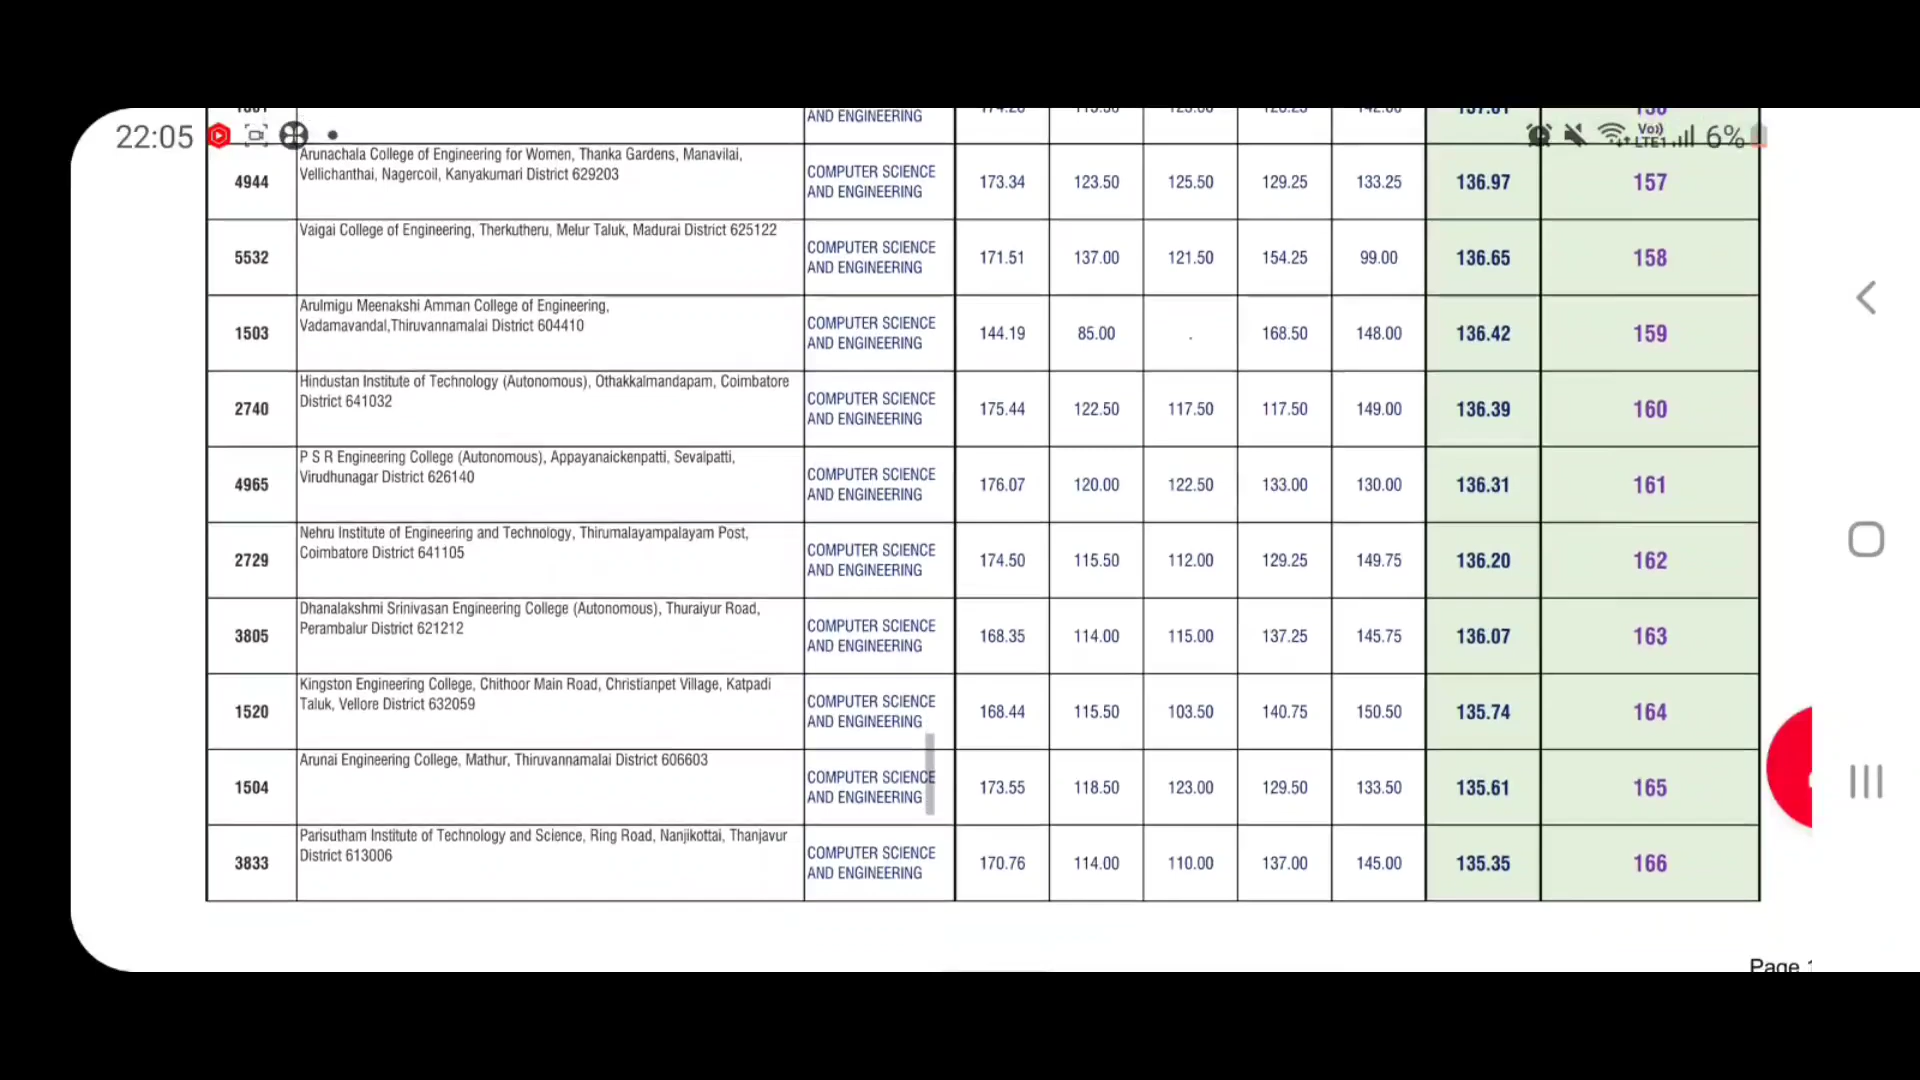 AND ENGINEERING
22:05
Vo)) LTE1 6%
4944 Arunachala College of Engineering for Women, Thanka Gardens, Manavilai,
Vellichanthai, Nagercoil, Kanyakumari District 629203
COMPUTER SCIENCE
AND ENGINEERING
173.34 123.50 125.50 129.25 133.25 136.97 157
5532 Vaigai College of Engineering, Therkutheru, Melur Taluk, Madurai District 625122
COMPUTER SCIENCE
AND ENGINEERING
171.51 137.00 121.50 154.25 99.00 136.65 158
1503 Arulmigu Meenakshi Amman College of Engineering,
Vadamavandal,Thiruvannamalai District 604410
COMPUTER SCIENCE
AND ENGINEERING
144.19 85.00 . 168.50 148.00 136.42 159
2740 Hindustan Institute of Technology (Autonomous), Othakkalmandapam, Coimbatore
District 641032
COMPUTER SCIENCE
AND ENGINEERING
175.44 122.50 117.50 117.50 149.00 136.39 160
4965 P S R Engineering College (Autonomous), Appayanaickenpatti, Sevalpatti,
Virudhunagar District 626140
COMPUTER SCIENCE
AND ENGINEERING
176.07 120.00 122.50 133.00 130.00 136.31 161
2729 Nehru Institute of Engineering and Technology, Thirumalayampalayam Post,
Coimbatore District 641105
COMPUTER SCIENCE
AND ENGINEERING
174.50 115.50 112.00 129.25 149.75 136.20 162
3805 Dhanalakshmi Srinivasan Engineering College (Autonomous), Thuraiyur Road,
Perambalur District 621212
COMPUTER SCIENCE
AND ENGINEERING
168.35 114.00 115.00 137.25 145.75 136.07 163
1520 Kingston Engineering College, Chithoor Main Road, Christianpet Village, Katpadi
Taluk, Vellore District 632059
COMPUTER SCIENCE
AND ENGINEERING
168.44 115.50 103.50 140.75 150.50 135.74 164
1504 Arunai Engineering College, Mathur, Thiruvannamalai District 606603
COMPUTER SCIENCE
AND ENGINEERING
173.55 118.50 123.00 129.50 133.50 135.61 165
3833 Parisutham Institute of Technology and Science, Ring Road, Nanjikottai, Thanjavur
District 613006
COMPUTER SCIENCE
AND ENGINEERING
170.76 114.00 110.00 137.00 145.00 135.35 166
Page